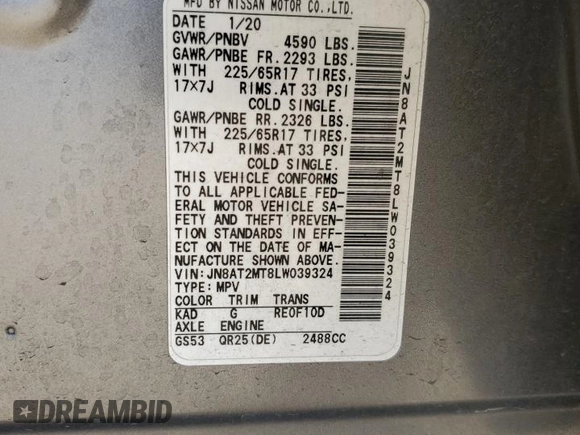 MFD BY NISSAN MOTOR CO.,LTD.
DATE 1/20
GVWR/PNBV 4590 LBS.
GAWR/PNBE FR. 2293 LBS.
WITH 225/65R17 TIRES,
17×7J RIMS.AT 33 PSI
COLD SINGLE.
GAWR/PNBE RR. 2326 LBS.
WITH 225/65R17 TIRES,
17×7J RIMS.AT 33 PSI
COLD SINGLE.
THIS VEHICLE CONFORMS
TO ALL APPLICABLE FED-
ERAL MOTOR VEHICLE SA-
FETY AND THEFT PREVEN-
TION STANDARDS IN EFF-
ECT ON THE DATE OF MA-
NUFACTURE SHOWN ABOVE.
VIN: JN8AT2MT8LW039324
TYPE: MPV
COLOR TRIM TRANS
KAD G RE0F10D
AXLE ENGINE
GS53 QR25(DE) 2488CC
JN8AT2MT8LW039324
DREAMBID